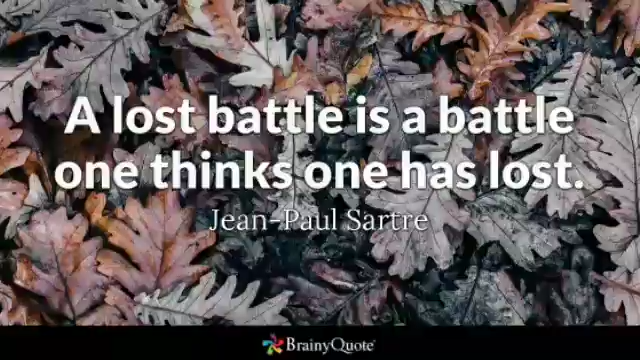 A lost battle is a battle
one thinks one has lost.
Jean-Paul Sartre
BrainyQuote